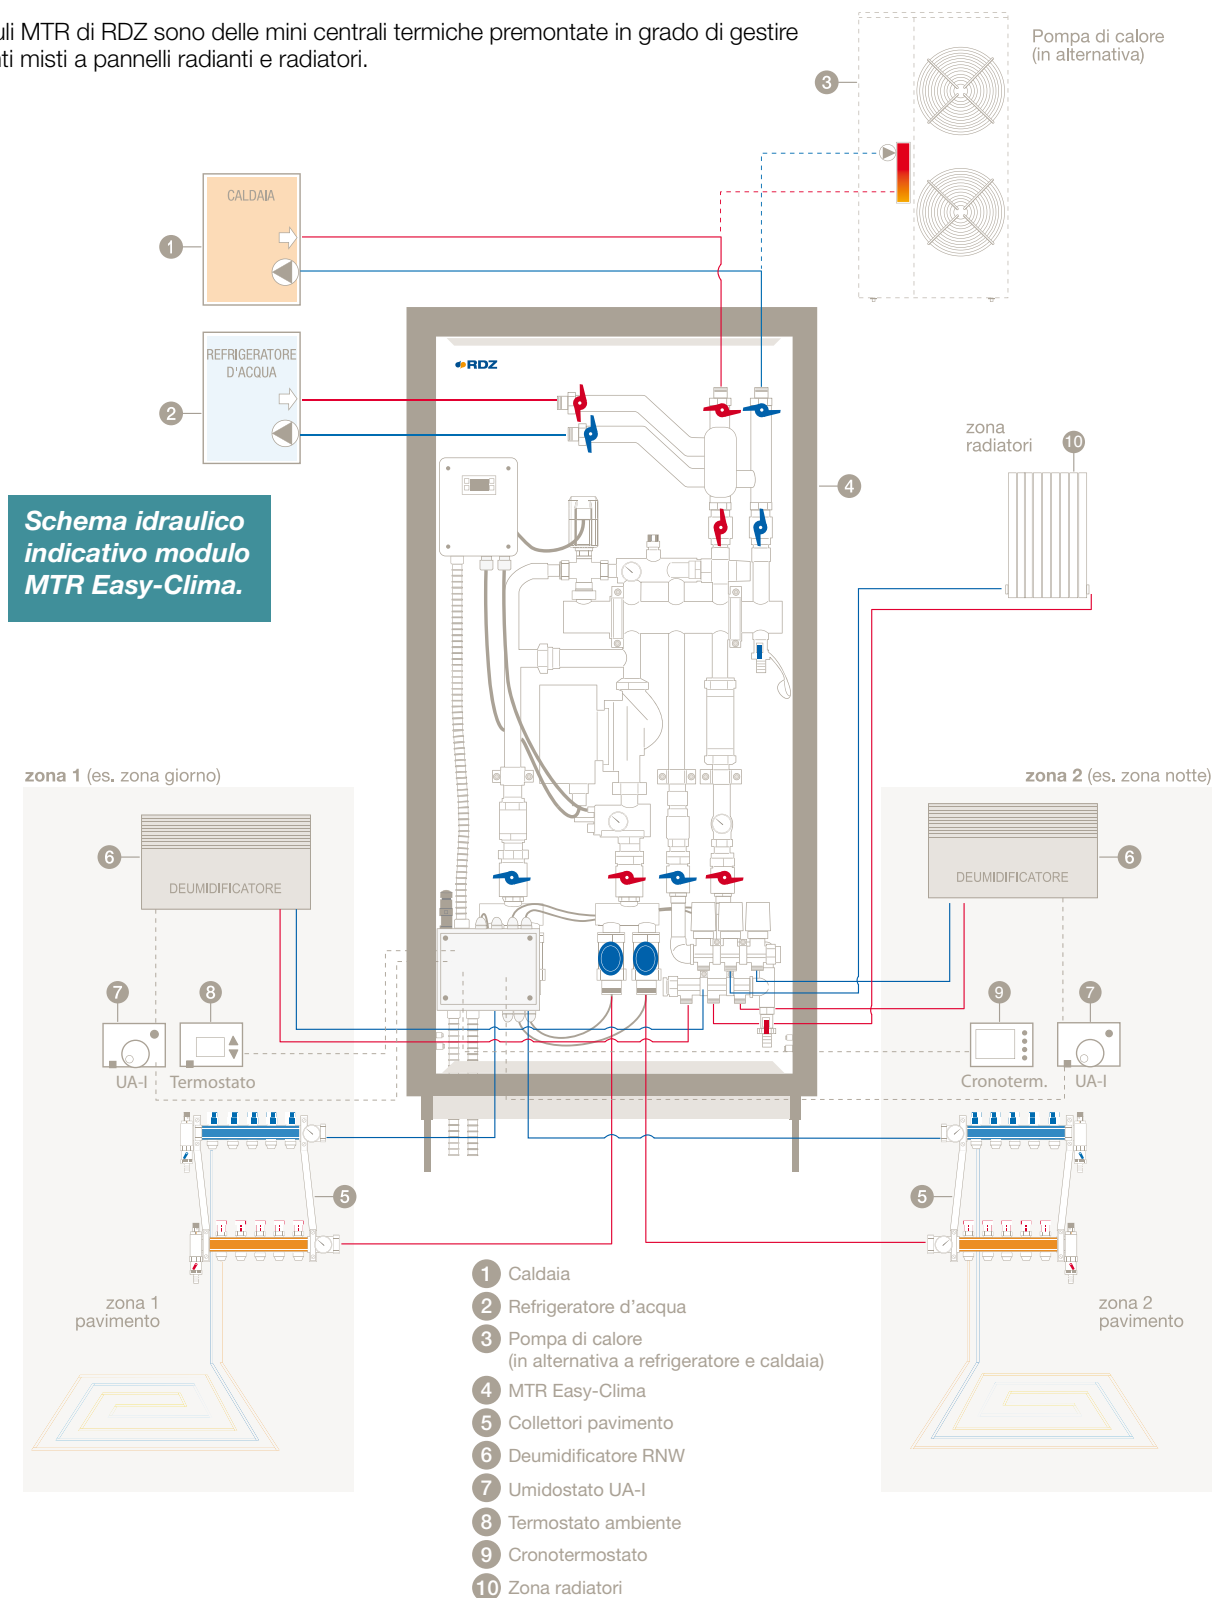 uli MTR di RDZ sono delle mini centrali termiche premontate in grado di gestire
ti misti a pannelli radianti e radiatori.
Pompa di calore
(in alternativa)
3
CALDAIA
1
REFRIGERATORE
D'ACQUA
2
RDZ
zona
radiatori
10
4
Schema idraulico
indicativo modulo
MTR Easy-Clima.
zona 1 (es. zona giorno)
zona 2 (es. zona notte)
6
DEUMIDIFICATORE
DEUMIDIFICATORE
6
7
8
9
7
UA-I
Termostato
Cronoterm.
UA-I
5
5
zona 1
pavimento
zona 2
pavimento
1 Caldaia
2 Refrigeratore d'acqua
3 Pompa di calore
(in alternativa a refrigeratore e caldaia)
4 MTR Easy-Clima
5 Collettori pavimento
6 Deumidificatore RNW
7 Umidostato UA-I
8 Termostato ambiente
9 Cronotermostato
10 Zona radiatori